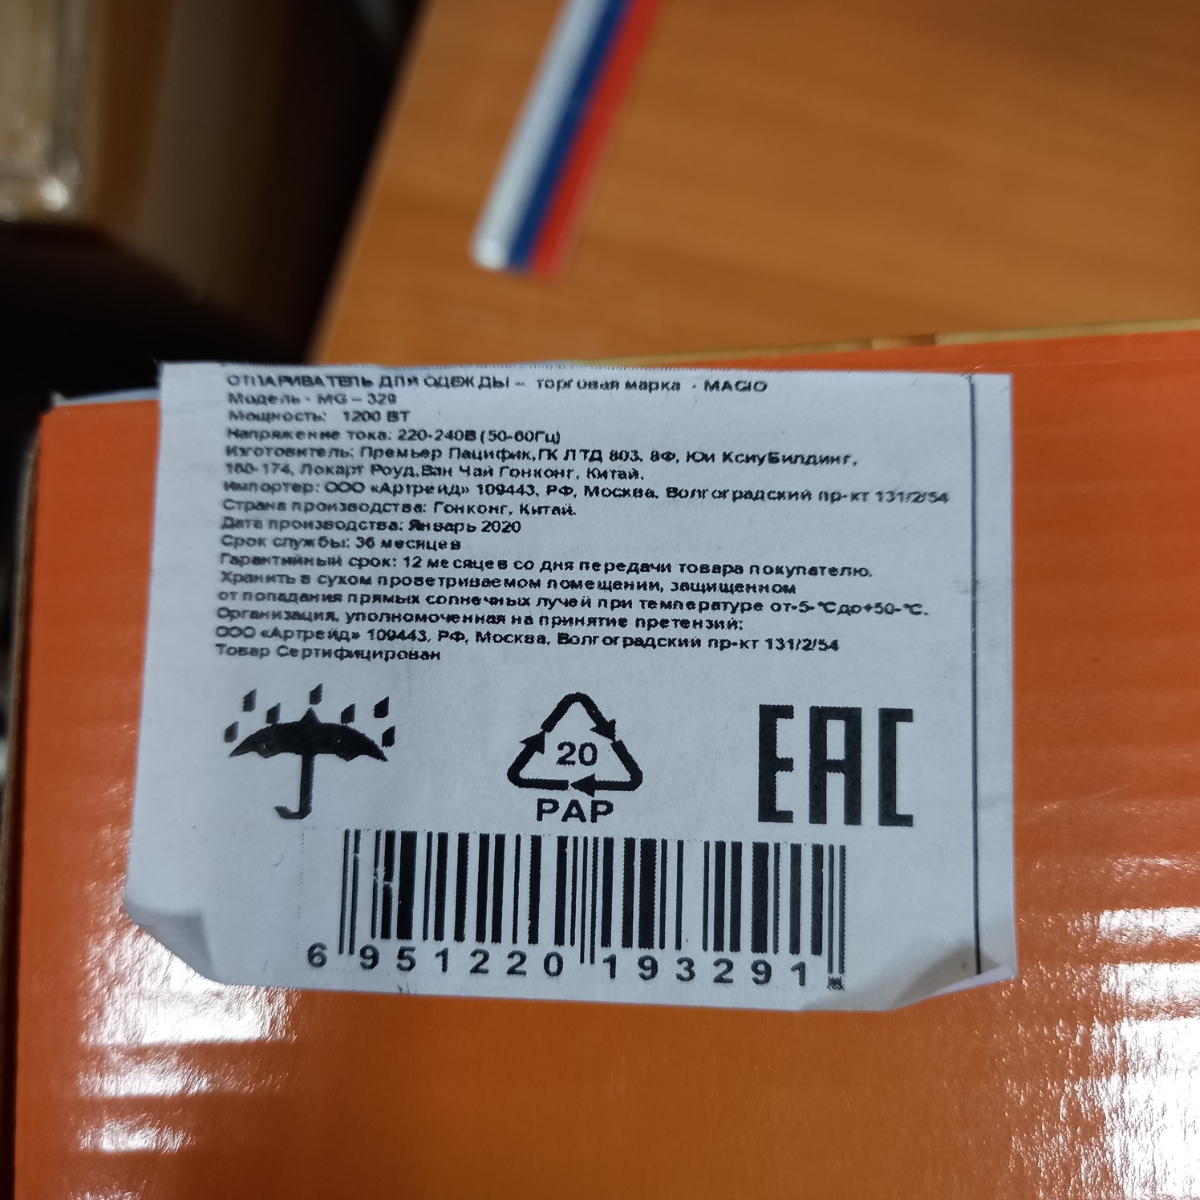 ОТПАРИВАТЕЛЬ ДЛЯ ОДЕЖДЫ – торговая марка - MAGIO
Модель - MG – 329
Мощность: 1200 ВТ
Напряжение тока: 220-240В (50-60Гц)
Изготовитель: Премьер Пацифик,ГК ЛТД 803, 8Ф, Юи КсиуБилдинг,
160-174, Локарт Роуд,Ван Чай Гонконг, Китай.
Импортер: ООО «Артрейд» 109443, РФ, Москва, Волгоградский пр-кт 131/2/54
Страна производства: Гонконг, Китай.
Дата производства: Январь 2020
Срок службы: 36 месяцев
Гарантийный срок: 12 месяцев со дня передачи товара покупателю.
Хранить в сухом проветриваемом помещении, защищенном
от попадания прямых солнечных лучей при температуре от-5-°Сдо+50-°С.
Организация, уполномоченная на принятие претензий:
ООО «Артрейд» 109443, РФ, Москва, Волгоградский пр-кт 131/2/54
Товар Сертифицирован
20
PAP
EAC
6 951220 193291